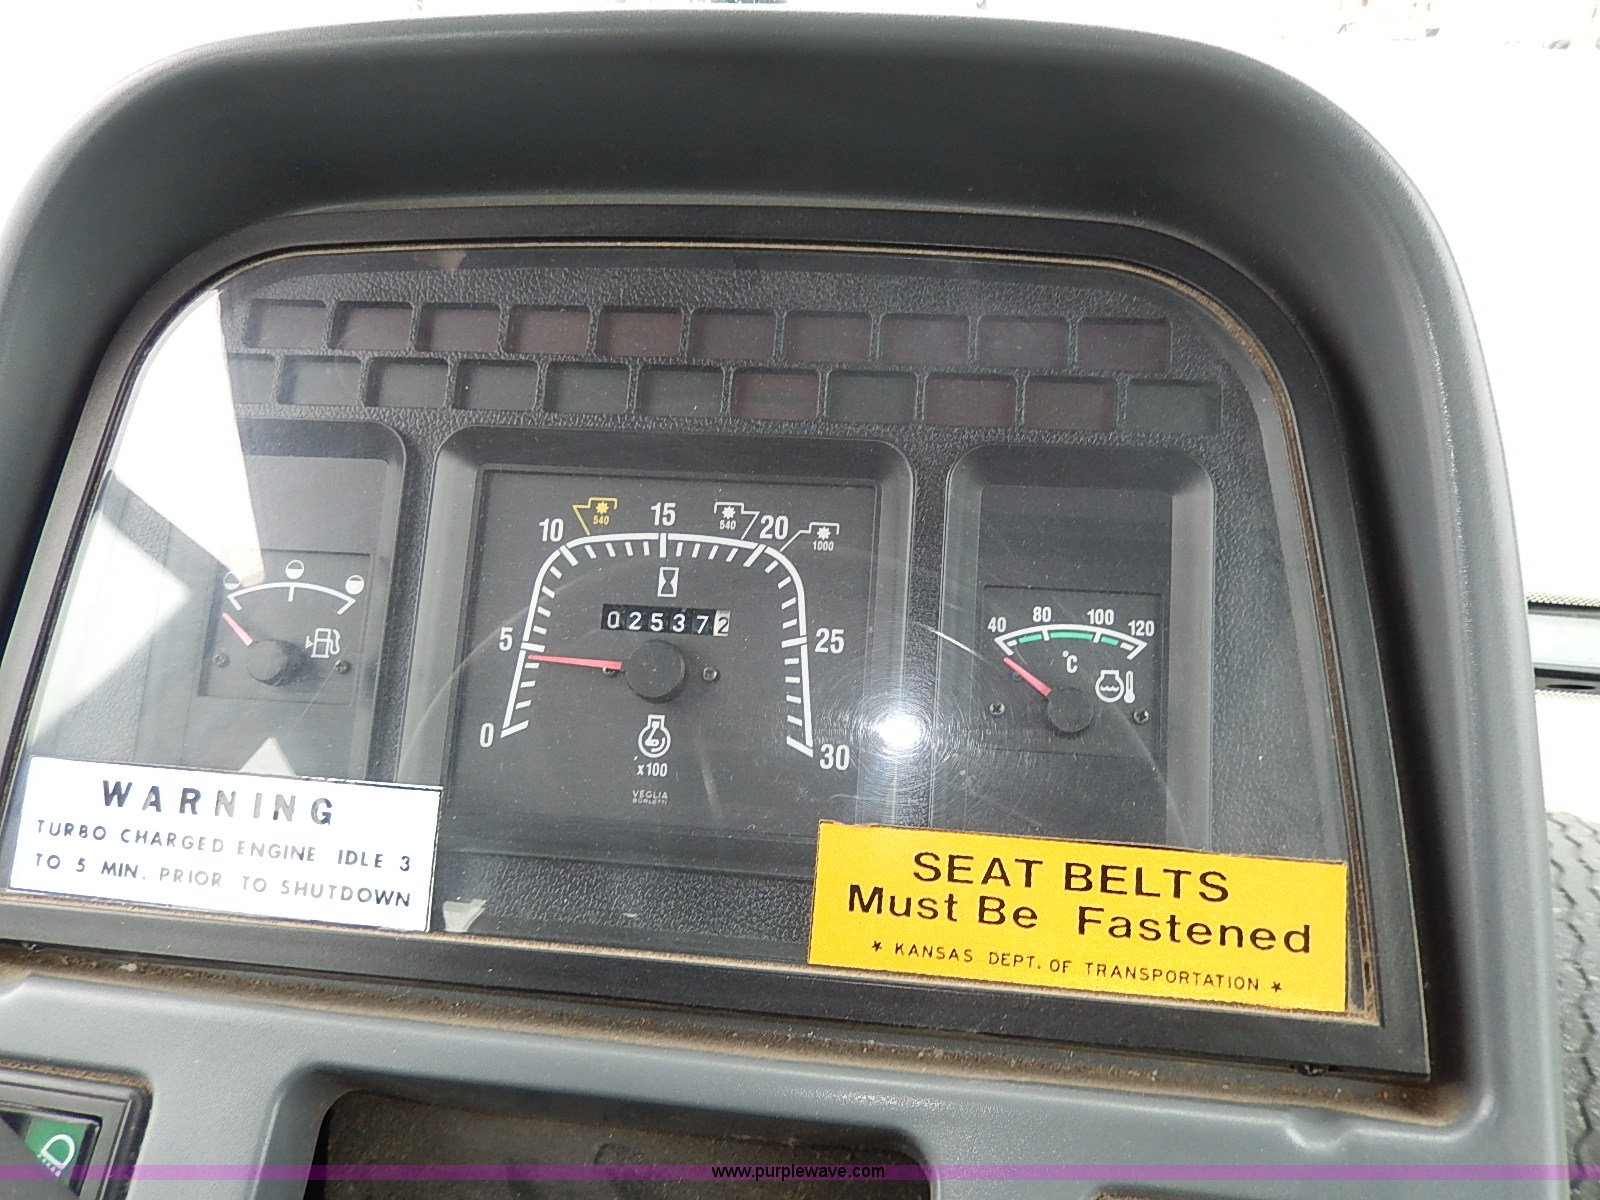 10
540
15
540
20
1000
5
025372
25
0
30
x100
VEGLIA
BORLETTI
40
80
100
120
°C
WARNING
TURBO CHARGED ENGINE IDLE 3
TO 5 MIN. PRIOR TO SHUTDOWN
SEAT BELTS
Must Be Fastened
* KANSAS DEPT. OF TRANSPORTATION *
www.purplewave.com